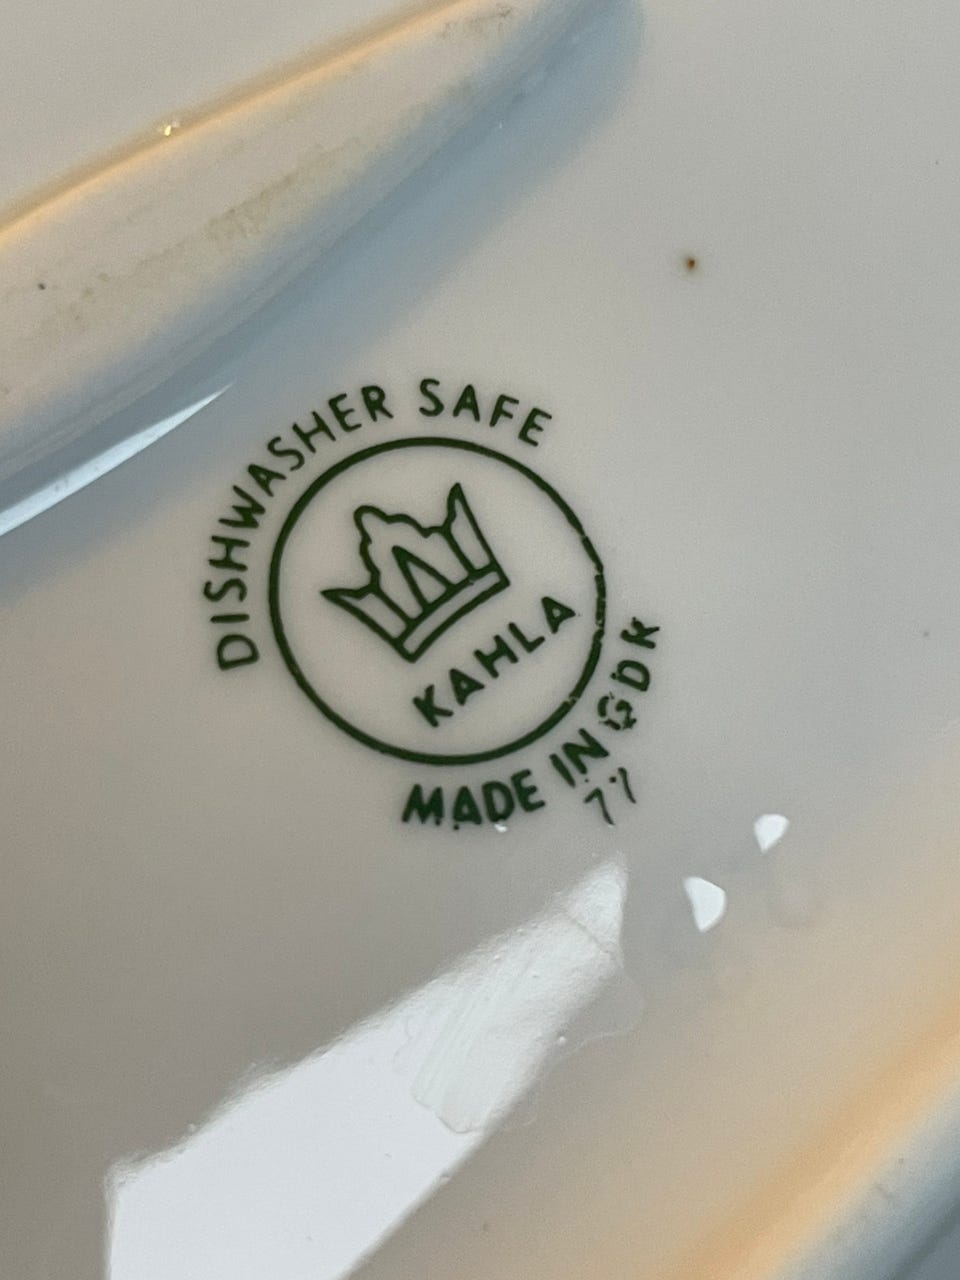 DISHWASHER SAFE
KAHLA
MADE IN GDR
77